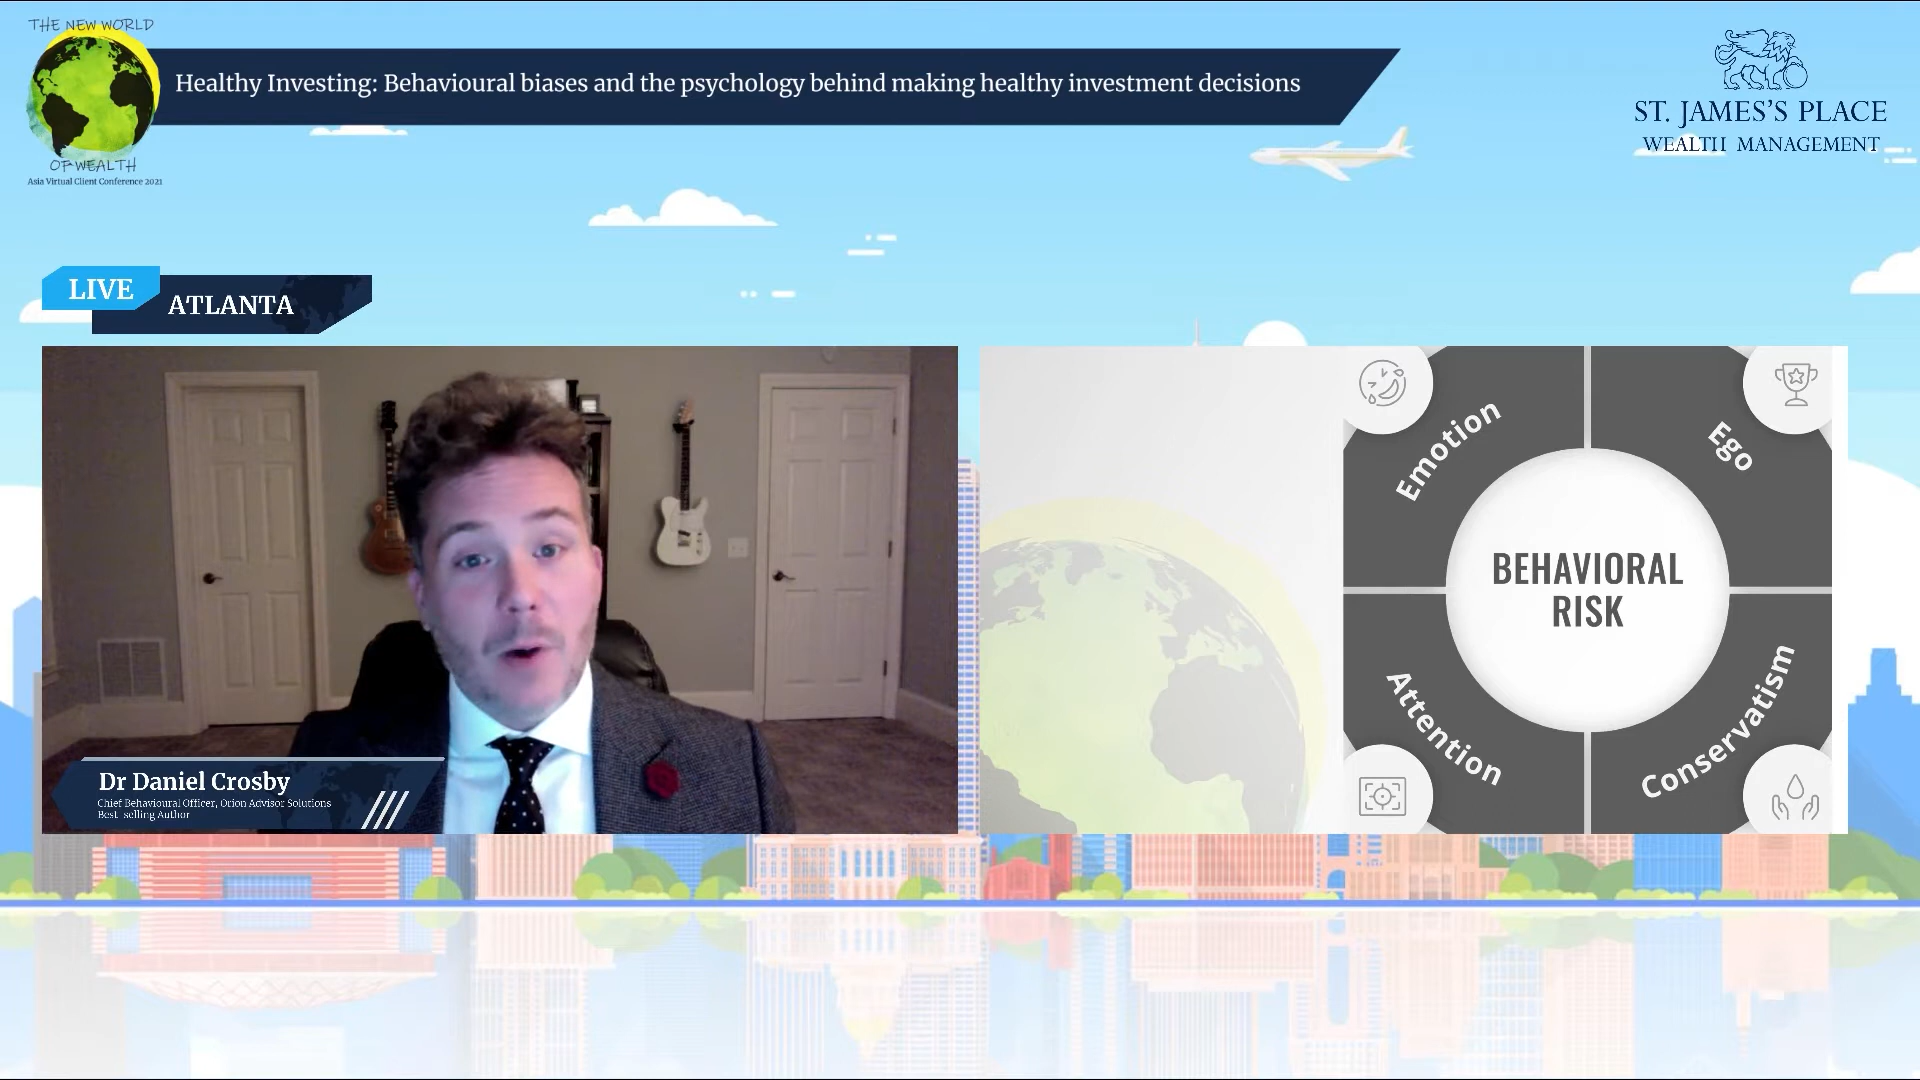 THE NEW WORLD
OF WEALTH
Asia Virtual Client Conference 2021
Healthy Investing: Behavioural biases and the psychology behind making healthy investment decisions
ST. JAMES'S PLACE
WEALTH MANAGEMENT
LIVE
ATLANTA
Dr Daniel Crosby
Chief Behavioural Officer, Orion Advisor Solutions
Best-selling Author
Emotion
Ego
BEHAVIORAL
RISK
Attention
Conservatism